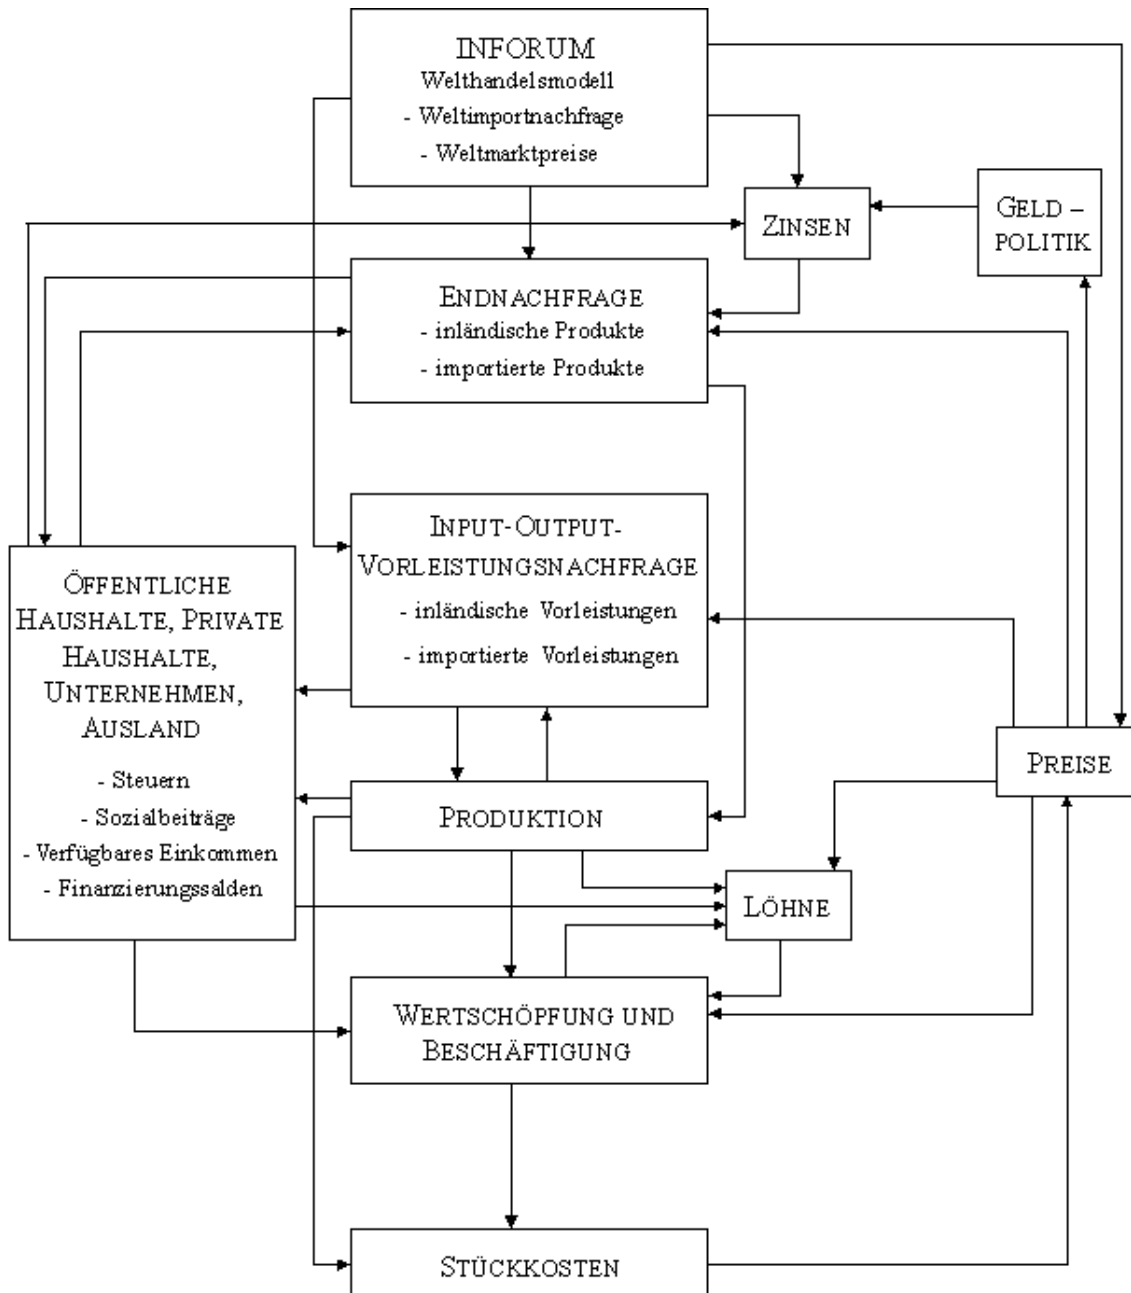 INFORUM
Welthandelsmodell
- Weltimportnachfrage
- Weltmarktpreise
ZINSEN
GELD –
POLITIK
ENDNACHFRAGE
- inländische Produkte
- importierte Produkte
INPUT-OUTPUT-
VORLEISTUNGSNACHFRAGE
- inländische Vorleistungen
- importierte Vorleistungen
ÖFFENTLICHE
HAUSHALTE, PRIVATE
HAUSHALTE,
UNTERNEHMEN,
AUSLAND
- Steuern
- Sozialbeiträge
- Verfügbares Einkommen
- Finanzierungssalden
PREISE
PRODUKTION
LÖHNE
WERTSCHÖPFUNG UND
BESCHÄFTIGUNG
STÜCKKOSTEN